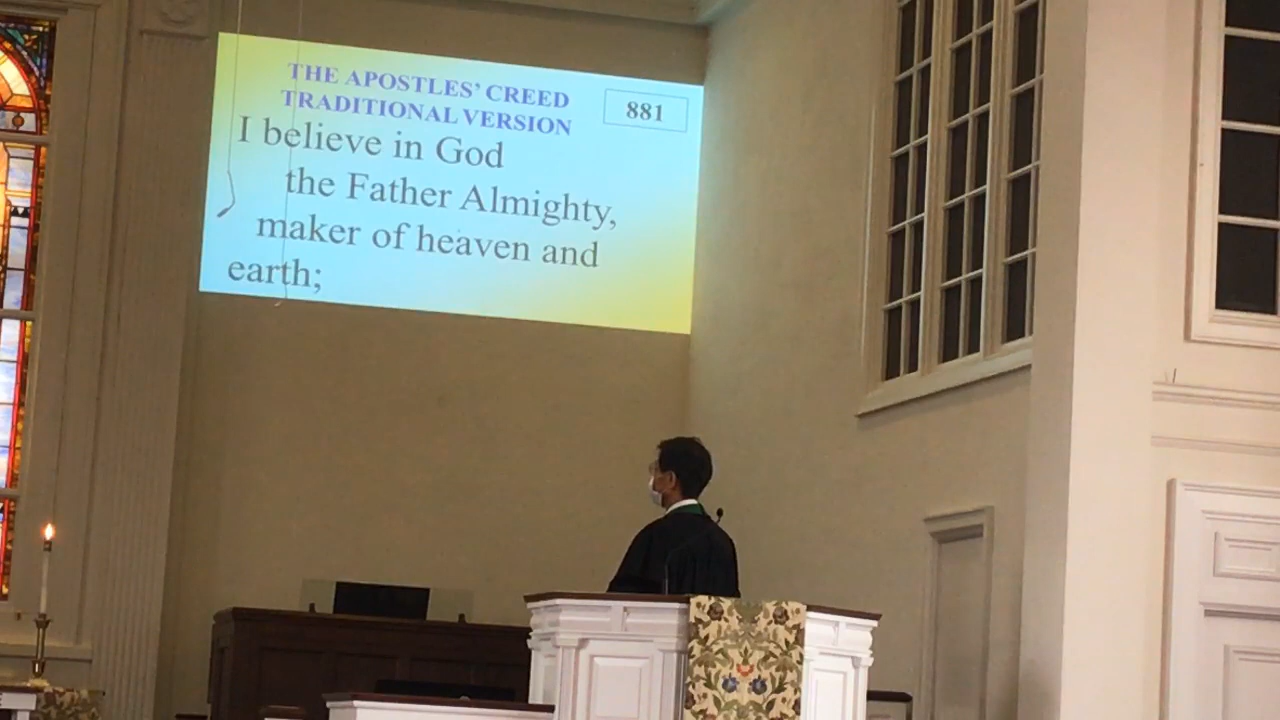 THE APOSTLES' CREED
TRADITIONAL VERSION
881
I believe in God
the Father Almighty,
maker of heaven and
earth;